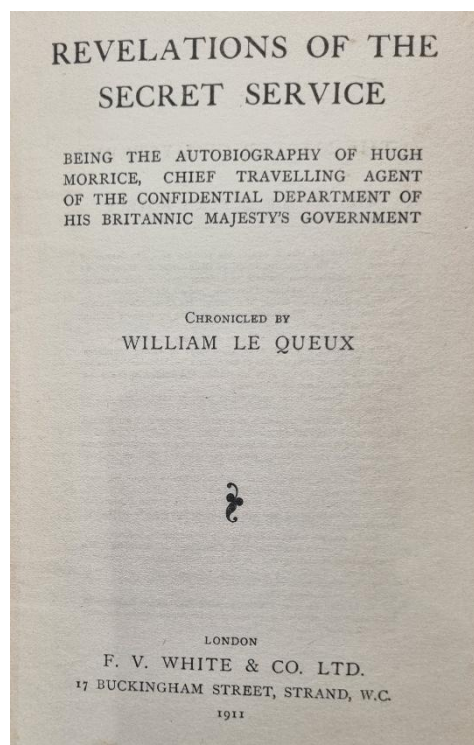 REVELATIONS OF THE
SECRET SERVICE
BEING THE AUTOBIOGRAPHY OF HUGH
MORRICE, CHIEF TRAVELLING AGENT
OF THE CONFIDENTIAL DEPARTMENT OF
HIS BRITANNIC MAJESTY'S GOVERNMENT
CHRONICLED BY
WILLIAM LE QUEUX
LONDON
F. V. WHITE & CO. LTD.
17 BUCKINGHAM STREET, STRAND, W.C.
1911